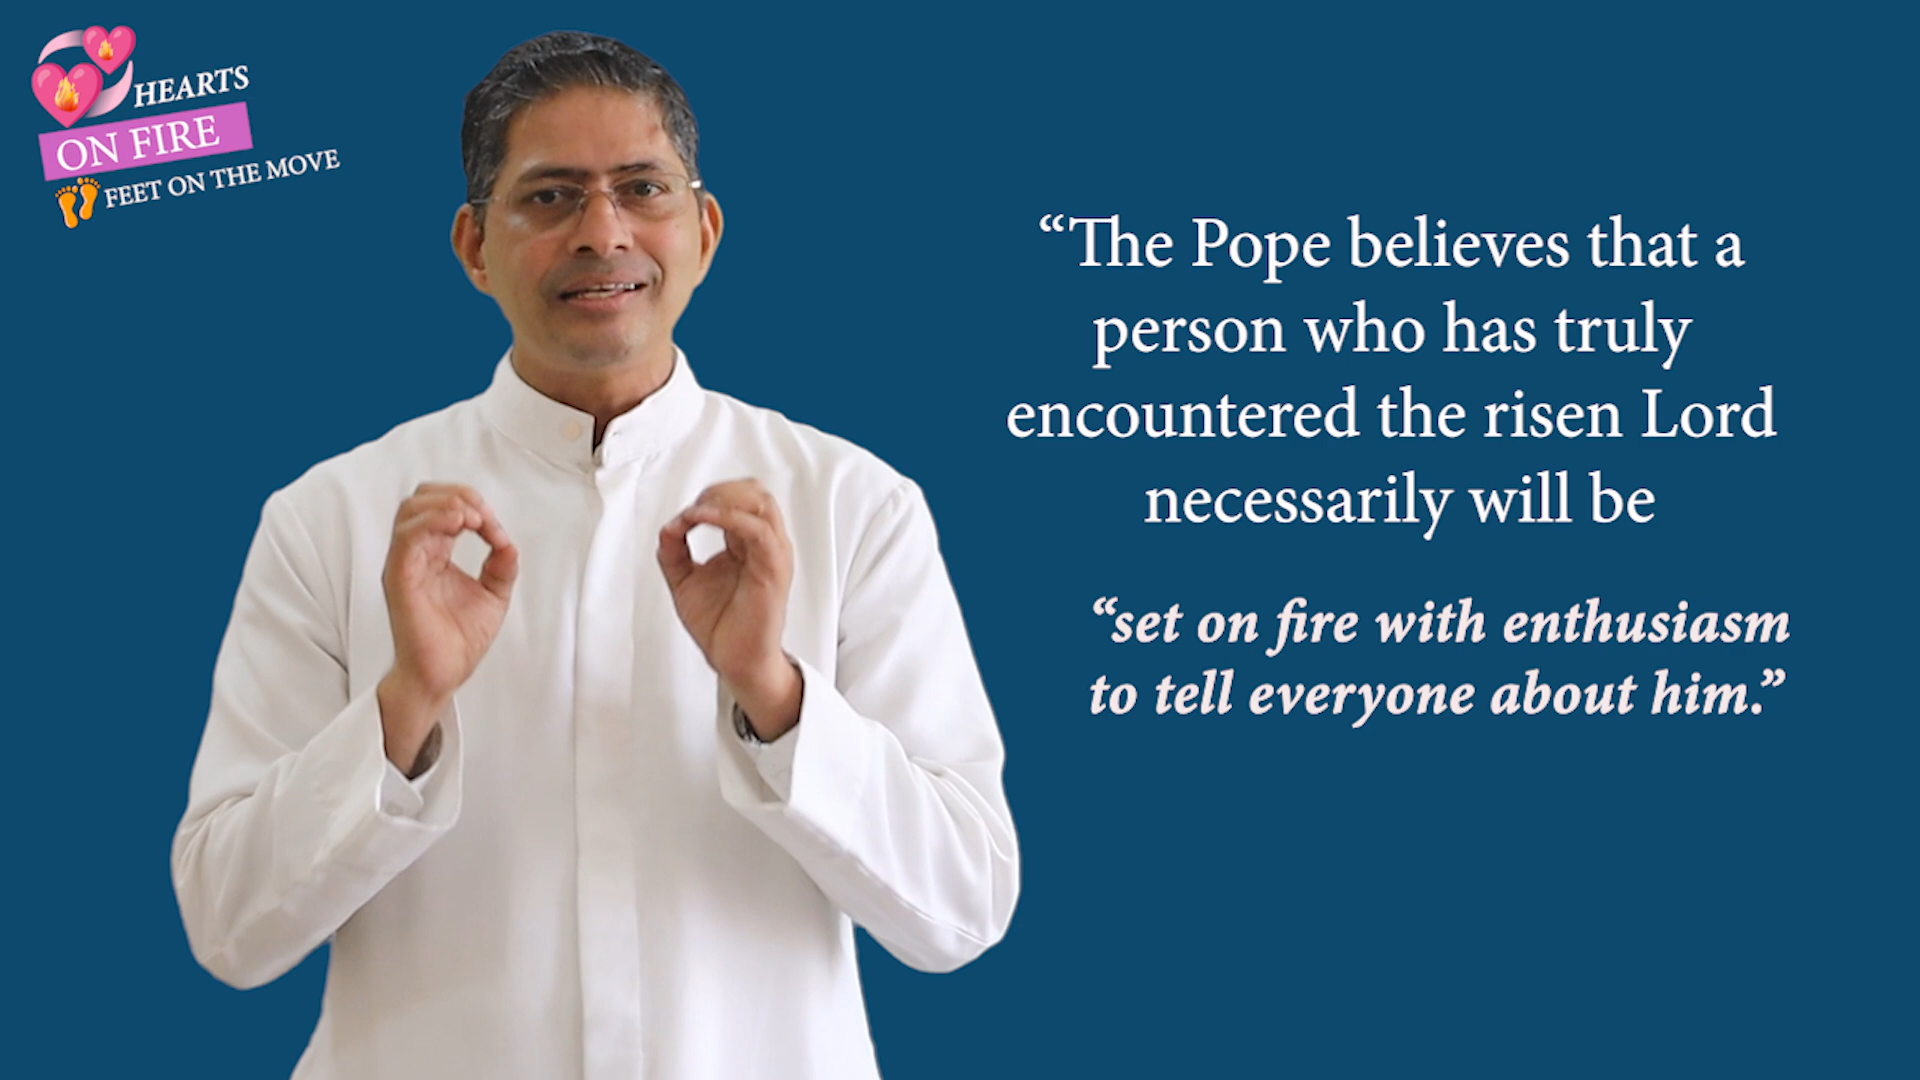 HEARTS
ON FIRE
FEET ON THE MOVE
“The Pope believes that a
person who has truly
encountered the risen Lord
necessarily will be
“set on fire with enthusiasm
to tell everyone about him.”